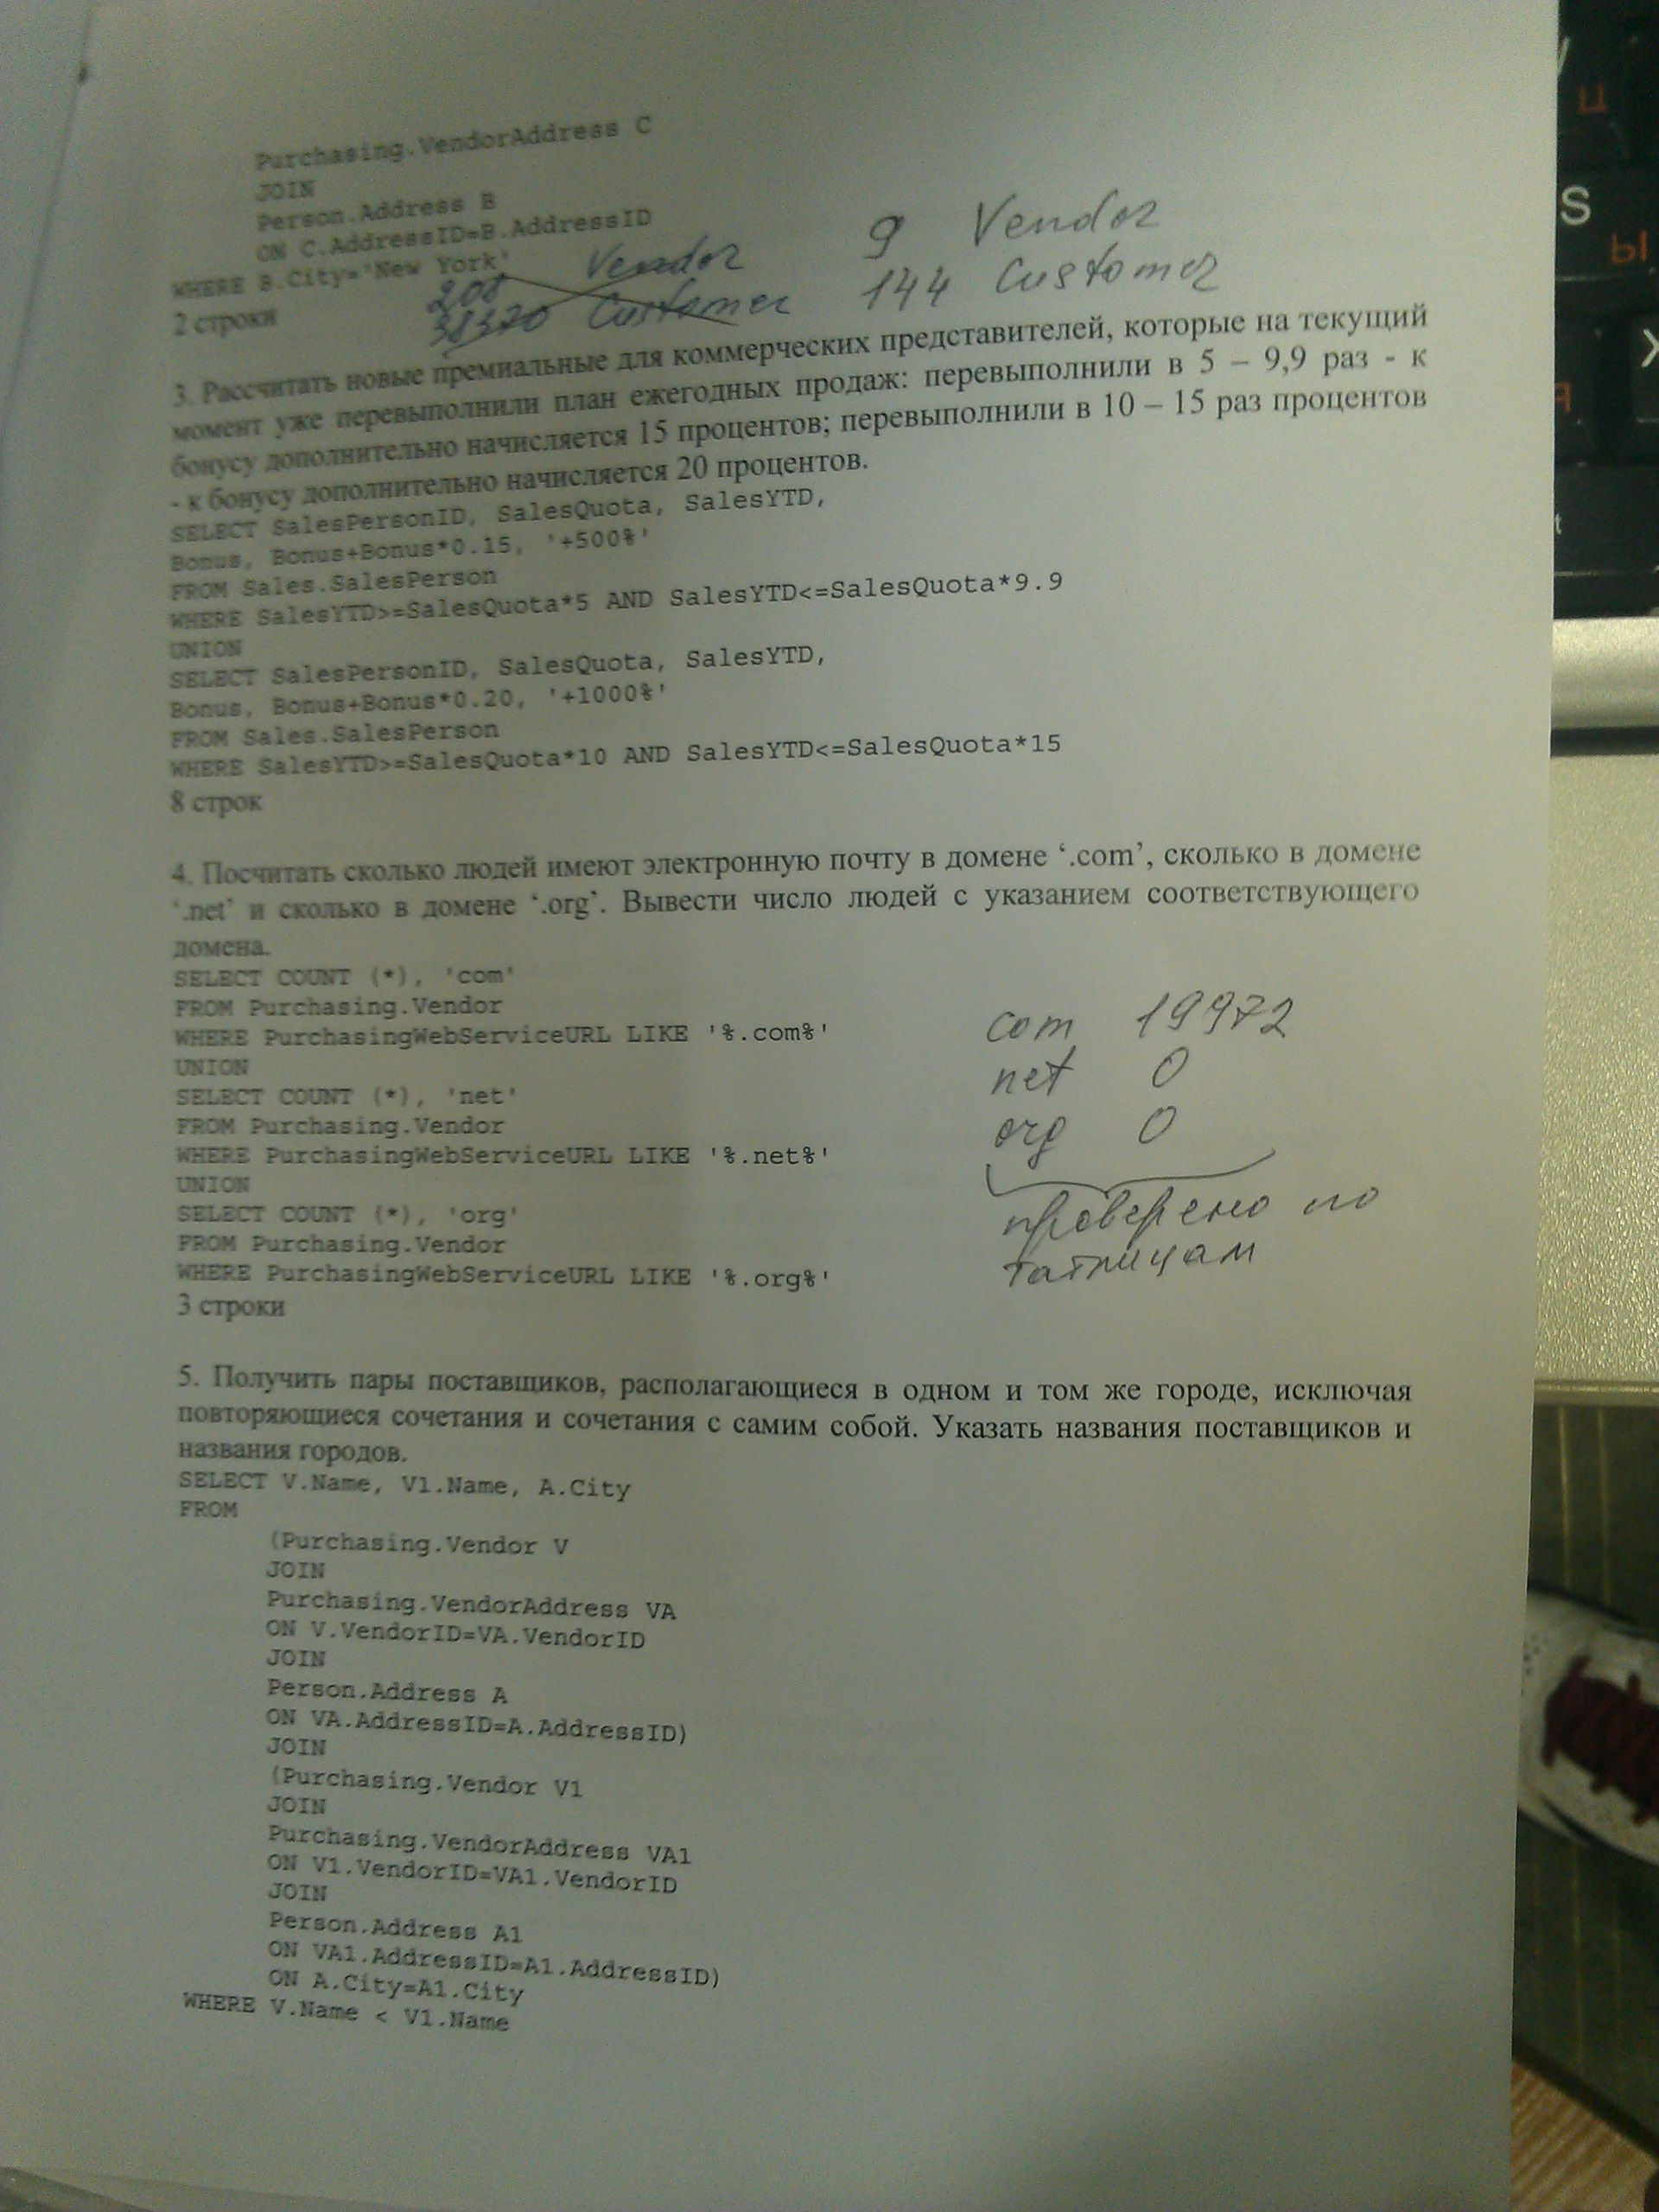 Purchasing.VendorAddress C
JOIN
Person.Address B
ON C.AddressID=B.AddressID
WHERE B.City='New York'
2 строки
208 Vendor
Customer
9 Vendor
144 Customer
3. Рассчитать новые премиальные для коммерческих представителей, которые на текущий
момент уже перевыполнили план ежегодных продаж: перевыполнили в 5 – 9,9 раз - к
бонусу дополнительно начисляется 15 процентов; перевыполнили в 10 – 15 раз процентов
- к бонусу дополнительно начисляется 20 процентов.
SELECT SalesPersonID, SalesQuota, SalesYTD,
Bonus, Bonus+Bonus*0.15, '+500%'
FROM Sales.SalesPerson
WHERE SalesYTD>=SalesQuota*5 AND SalesYTD<=SalesQuota*9.9
UNION
SELECT SalesPersonID, SalesQuota, SalesYTD,
Bonus, Bonus+Bonus*0.20, '+1000%'
FROM Sales.SalesPerson
WHERE SalesYTD>=SalesQuota*10 AND SalesYTD<=SalesQuota*15
8 строк
4. Посчитать сколько людей имеют электронную почту в домене ‘.com’, сколько в домене
‘.net’ и сколько в домене ‘.org’. Вывести число людей с указанием соответствующего
домена.
SELECT COUNT (*), 'com'
FROM Purchasing.Vendor
WHERE PurchasingWebServiceURL LIKE '%.com%'
UNION
SELECT COUNT (*), 'net'
FROM Purchasing.Vendor
WHERE PurchasingWebServiceURL LIKE '%.net%'
UNION
SELECT COUNT (*), 'org'
FROM Purchasing.Vendor
WHERE PurchasingWebServiceURL LIKE '%.org%'
3 строки
com 19972
net 0
org 0
проверено по
таблицам
5. Получить пары поставщиков, располагающиеся в одном и том же городе, исключая
повторяющиеся сочетания и сочетания с самим собой. Указать названия поставщиков и
названия городов.
SELECT V.Name, V1.Name, A.City
FROM
(Purchasing.Vendor V
JOIN
Purchasing.VendorAddress VA
ON V.VendorID=VA.VendorID
JOIN
Person.Address A
ON VA.AddressID=A.AddressID)
JOIN
(Purchasing.Vendor V1
JOIN
Purchasing.VendorAddress VA1
ON V1.VendorID=VA1.VendorID
JOIN
Person.Address A1
ON VA1.AddressID=A1.AddressID)
ON A.City=A1.City
WHERE V.Name < V1.Name
S
Ы